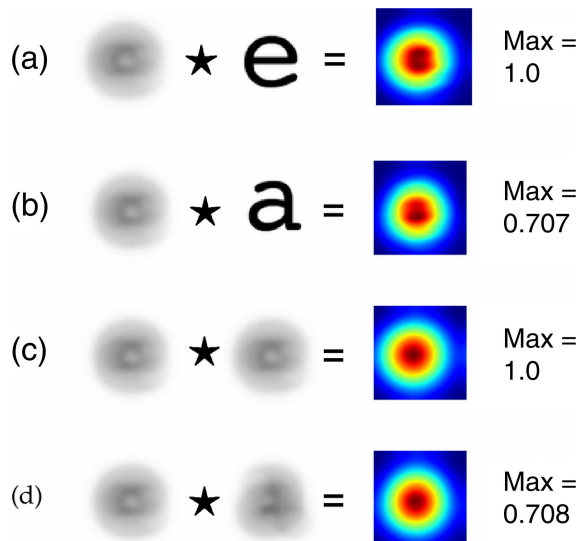 (a) ★ e = Max =
1.0
(b) ★ a = Max =
0.707
(c) ★ = Max =
1.0
(d) ★ = Max =
0.708